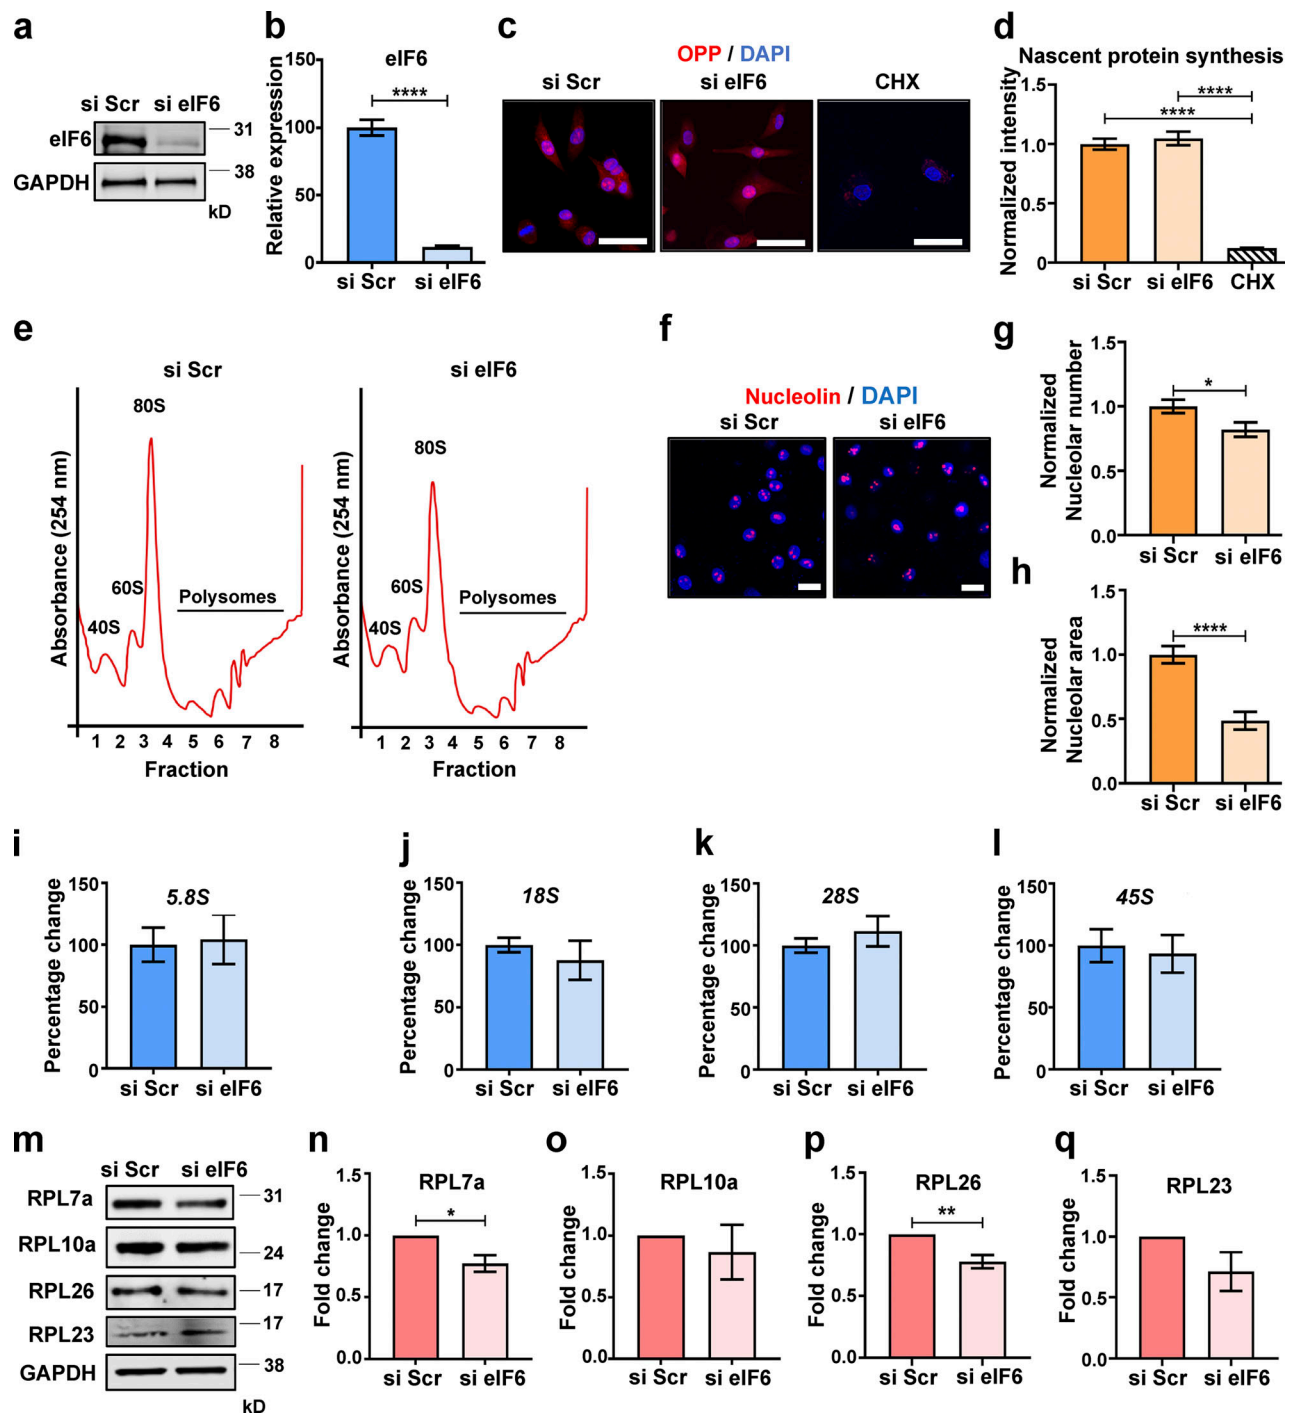 a
si Scr si eIF6
eIF6
31
GAPDH
38
kD
b
eIF6
Relative expression
150
100
50
0
****
si Scr si eIF6
c
OPP / DAPI
si Scr si eIF6 CHX
d
Nascent protein synthesis
Normalized intensity
1.5
1.0
0.5
0
****
****
si Scr si eIF6 CHX
e
si Scr
Absorbance (254 nm)
80S
60S
40S
Polysomes
1 2 3 4 5 6 7 8
Fraction
si eIF6
Absorbance (254 nm)
80S
60S
40S
Polysomes
1 2 3 4 5 6 7 8
Fraction
f
Nucleolin / DAPI
si Scr si eIF6
g
Normalized
Nucleolar number
1.5
1.0
0.5
0.0
*
si Scr si eIF6
h
Normalized
Nucleolar area
1.5
1.0
0.5
0.0
****
si Scr si eIF6
i
5.8S
Percentage change
150
100
50
0
si Scr si eIF6
j
18S
Percentage change
150
100
50
0
si Scr si eIF6
k
28S
Percentage change
150
100
50
0
si Scr si eIF6
l
45S
Percentage change
150
100
50
0
si Scr si eIF6
m
si Scr si eIF6
RPL7a
31
RPL10a
24
RPL26
17
RPL23
17
GAPDH
38
kD
n
RPL7a
Fold change
1.5
1.0
0.5
0.0
*
si Scr si eIF6
o
RPL10a
Fold change
1.5
1.0
0.5
0.0
si Scr si eIF6
p
RPL26
Fold change
1.5
1.0
0.5
0.0
**
si Scr si eIF6
q
RPL23
Fold change
1.5
1.0
0.5
0.0
si Scr si eIF6